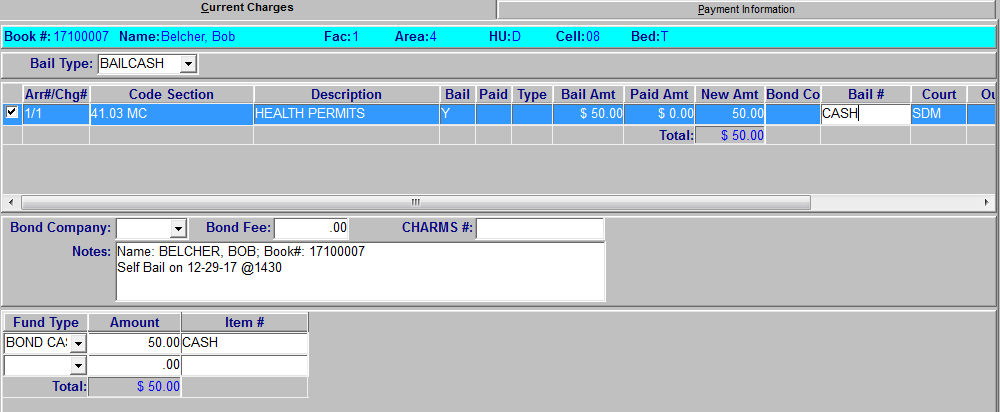 Current Charges Payment Information
Book #: 17100007 Name: Belcher, Bob Fac: 1 Area: 4 HU: D Cell: 08 Bed: T
Bail Type: BAILCASH
Arr#/Chg# Code Section Description Bail Paid Type Bail Amt Paid Amt New Amt Bond Co Bail # Court Ou
1/1 41.03 MC HEALTH PERMITS Y $ 50.00 $ 0.00 50.00 CASH SDM
Total: $ 50.00
Bond Company: Bond Fee: .00 CHARMS #:
Notes: Name: BELCHER, BOB; Book#: 17100007
Self Bail on 12-29-17 @1430
Fund Type Amount Item #
BOND CA 50.00 CASH
.00
Total: $ 50.00